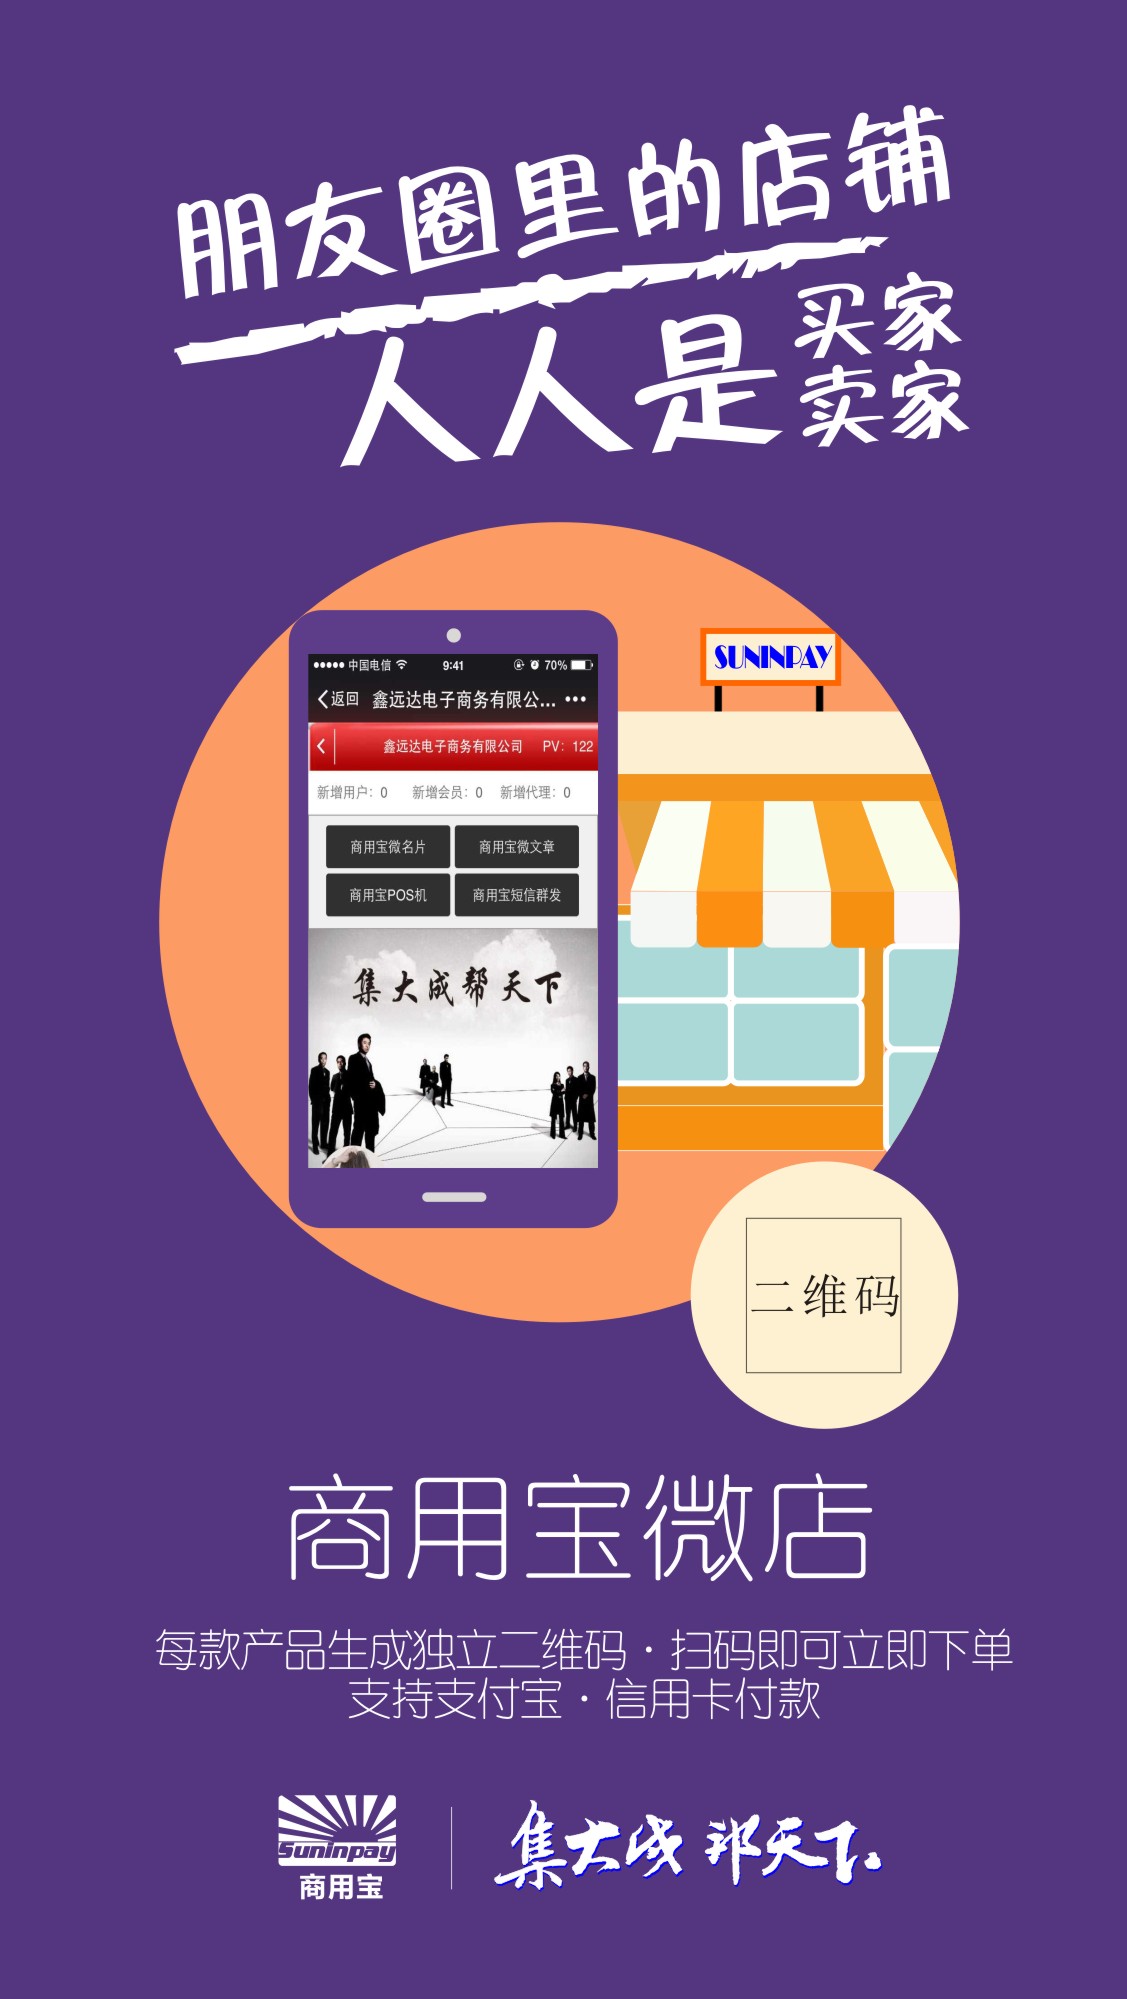 朋友圈里的店铺
人人是 买家
卖家
SUNINPAY
中国电信 9:41 70%
返回 鑫远达电子商务有限公... •••
鑫远达电子商务有限公司 PV：122
新增用户：0 新增会员：0 新增代理：0
商用宝微名片 商用宝微文章
商用宝POS机 商用宝短信群发
集大成帮天下
二维码
商用宝微店
每款产品生成独立二维码·扫码即可立即下单
支持支付宝·信用卡付款
Suninpay
商用宝
集大成 邦天下.